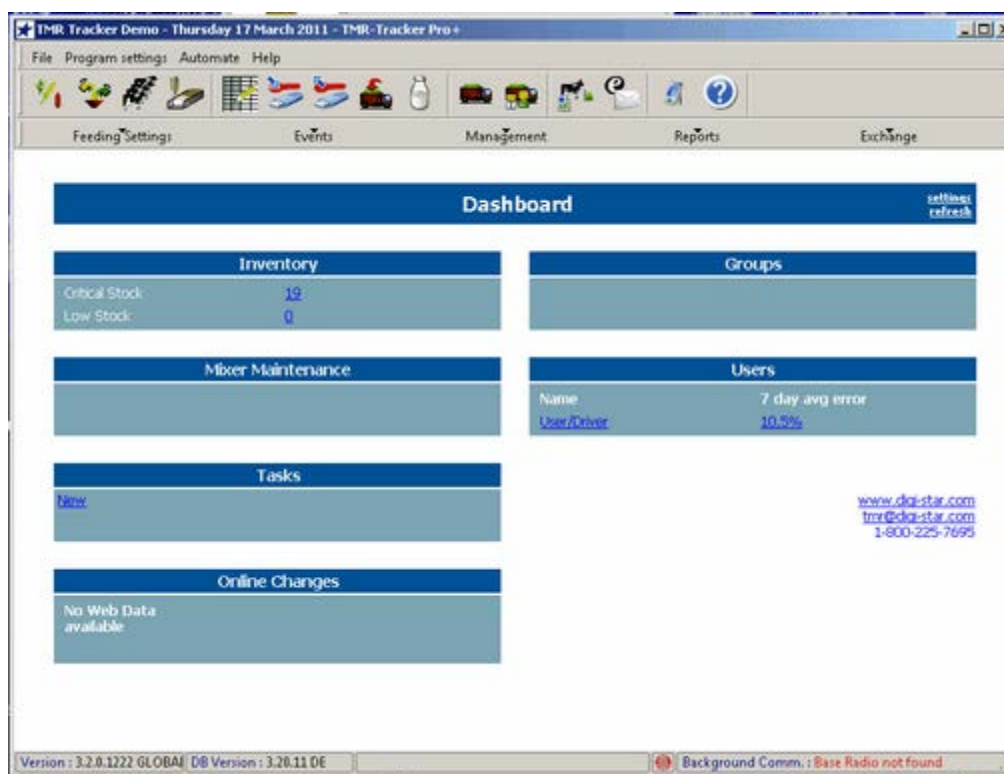 TMR Tracker Demo - Thursday 17 March 2011 - TMR-Tracker Pro+
File Program settings Automate Help
Feeding Settings Events Management Reports Exchange
Dashboard
settings
refresh
Inventory
Critical Stock 19
Low Stock 0
Groups
Mixer Maintenance
Users
Name 7 day avg error
User/Driver 10.5%
Tasks
New
www.digi-star.com
tmr@digi-star.com
1-800-225-7695
Online Changes
No Web Data
available
Version : 3.2.0.1222 GLOBAL DB Version : 3.20.11 DE Background Comm. : Base Radio not found